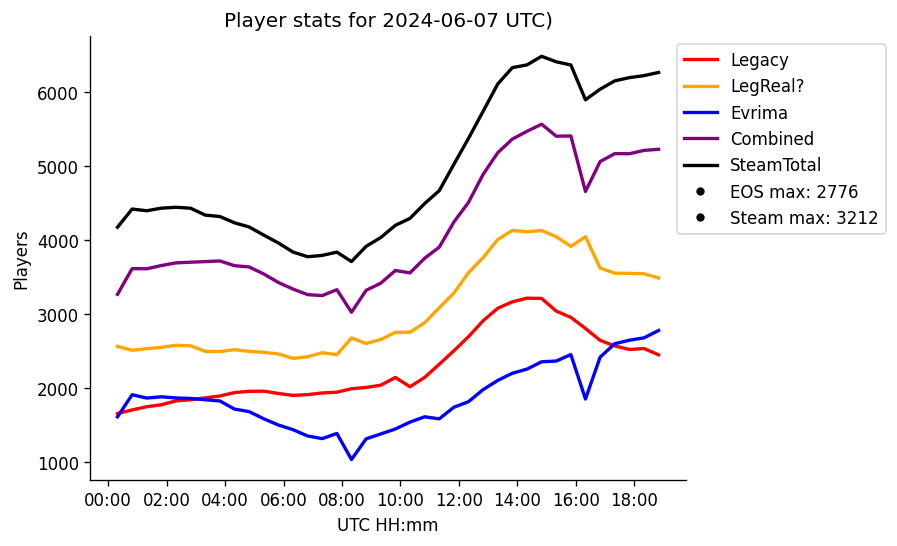 Player stats for 2024-06-07 UTC)
Players
6000
5000
4000
3000
2000
1000
00:00 02:00 04:00 06:00 08:00 10:00 12:00 14:00 16:00 18:00
UTC HH:mm
Legacy
LegReal?
Evrima
Combined
SteamTotal
EOS max: 2776
Steam max: 3212